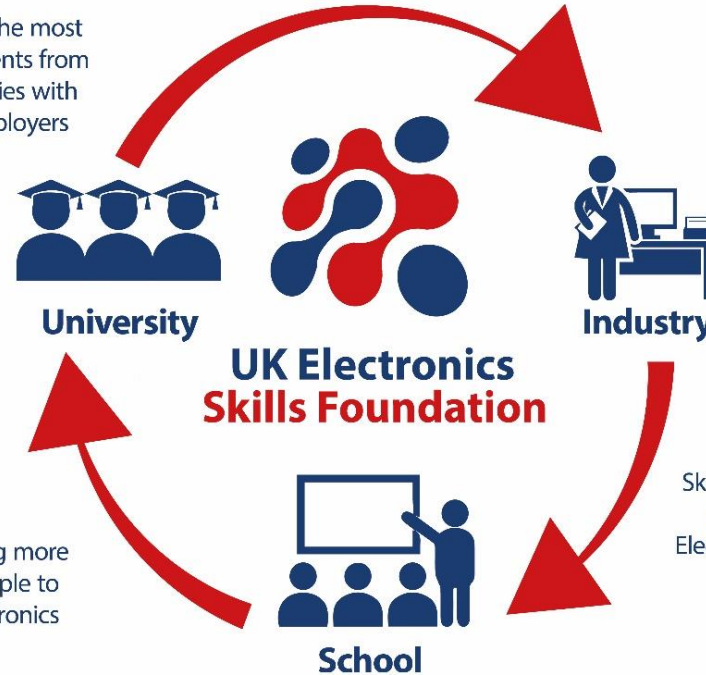 he most
ents from
ies with
ployers
University
Industry
UK Electronics
Skills Foundation
Sk
Elec
g more
ple to
ronics
School